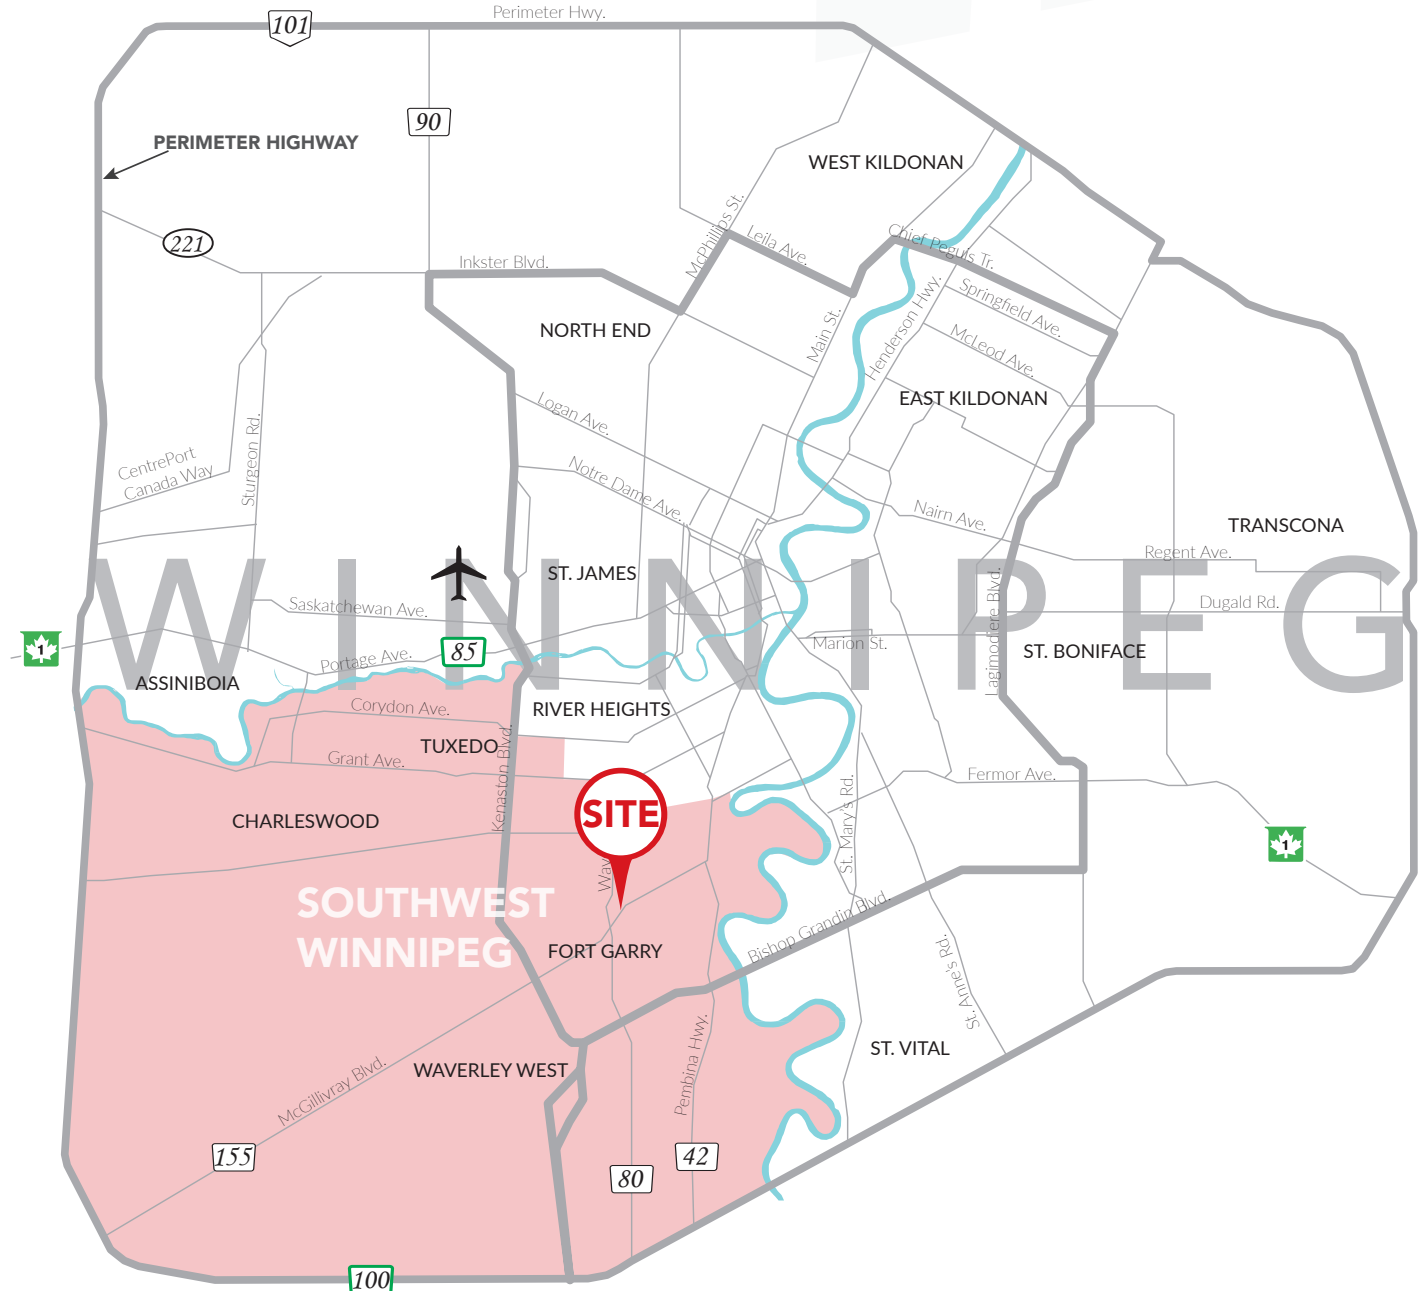 Perimeter Hwy.
101
90
PERIMETER HIGHWAY
WEST KILDONAN
221
McPhillips St.
Leila Ave.
Chief Peguis Tr.
Inkster Blvd.
Springfield Ave.
NORTH END
Main St.
Henderson Hwy.
McLeod Ave.
EAST KILDONAN
Logan Ave.
CentrePort
Canada Way
Sturgeon Rd.
Notre Dame Ave.
Nairn Ave.
TRANSCONA
Regent Ave.
ST. JAMES
WINNIPEG
Saskatchewan Ave.
Dugald Rd.
Lagimodiere Blvd.
1
85
Portage Ave.
Marion St.
ST. BONIFACE
ASSINIBOIA
Corydon Ave.
RIVER HEIGHTS
TUXEDO
Grant Ave.
Kenaston Blvd.
Fermor Ave.
SITE
CHARLESWOOD
St. Mary's Rd.
1
Wav
SOUTHWEST
WINNIPEG
FORT GARRY
Bishop Grandin Blvd.
St. Anne's Rd.
ST. VITAL
WAVERLEY WEST
Pembina Hwy.
McGillivray Blvd.
155
42
80
100